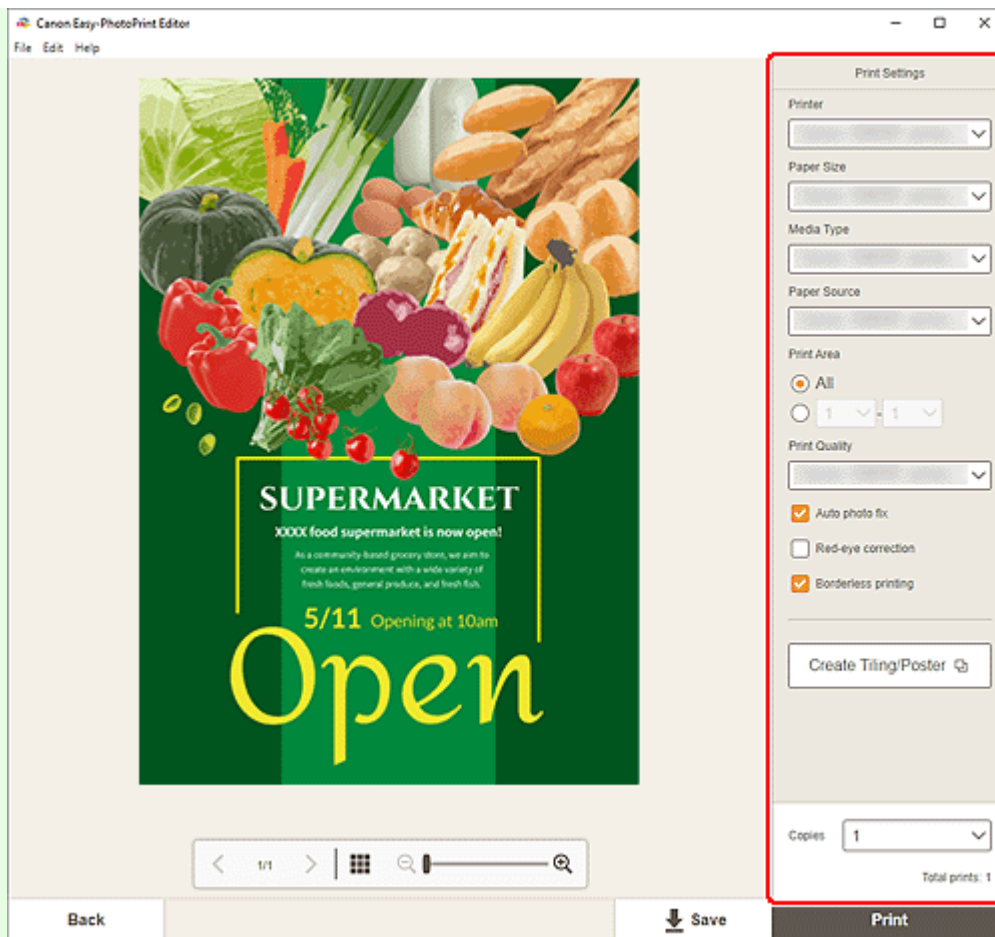 Canon Easy-PhotoPrint Editor
File Edit Help
SUPERMARKET
XXXX food supermarket is now open!
As a community-based grocery store, we aim to
create an environment with a wide variety of
fresh foods, general produce, and fresh fish.
5/11 Opening at 10am
Open
1/1
Back
Save
Print Settings
Printer
Paper Size
Media Type
Paper Source
Print Area
All
1 - 1
Print Quality
Auto photo fix
Red-eye correction
Borderless printing
Create Tiling/Poster
Copies 1
Total prints: 1
Print